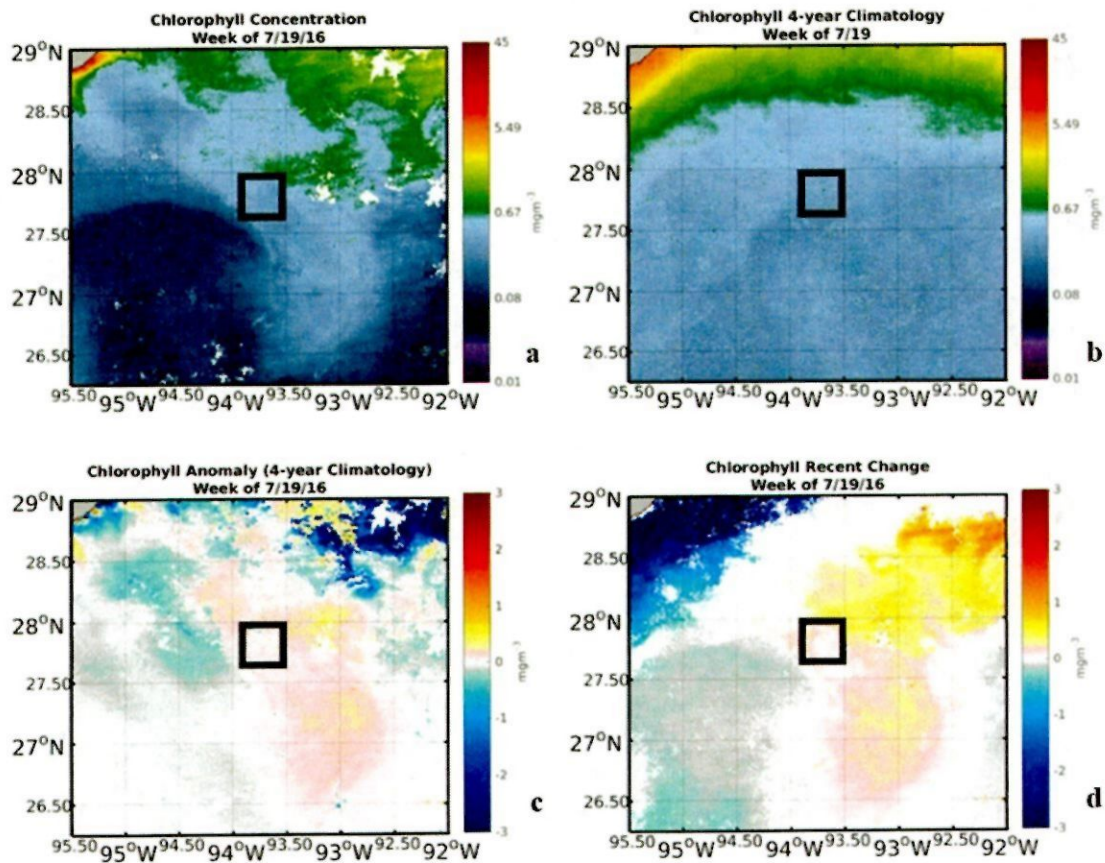 Chlorophyll Concentration
Week of 7/19/16
29°N
28.50
28°N
27.50
27°N
26.50
95.50 95°W 94.50 94°W 93.50 93°W 92.50 92°W
45
5.49
0.67
0.08
0.01
mgm-3
a
Chlorophyll 4-year Climatology
Week of 7/19
29°N
28.50
28°N
27.50
27°N
26.50
95.50 95°W 94.50 94°W 93.50 93°W 92.50 92°W
45
5.49
0.67
0.08
0.01
mgm-3
b
Chlorophyll Anomaly (4-year Climatology)
Week of 7/19/16
29°N
28.50
28°N
27.50
27°N
26.50
95.50 95°W 94.50 94°W 93.50 93°W 92.50 92°W
3
2
1
0
-1
-2
-3
mgm-3
c
Chlorophyll Recent Change
Week of 7/19/16
29°N
28.50
28°N
27.50
27°N
26.50
95.50 95°W 94.50 94°W 93.50 93°W 92.50 92°W
3
2
1
0
-1
-2
-3
mgm-3
d